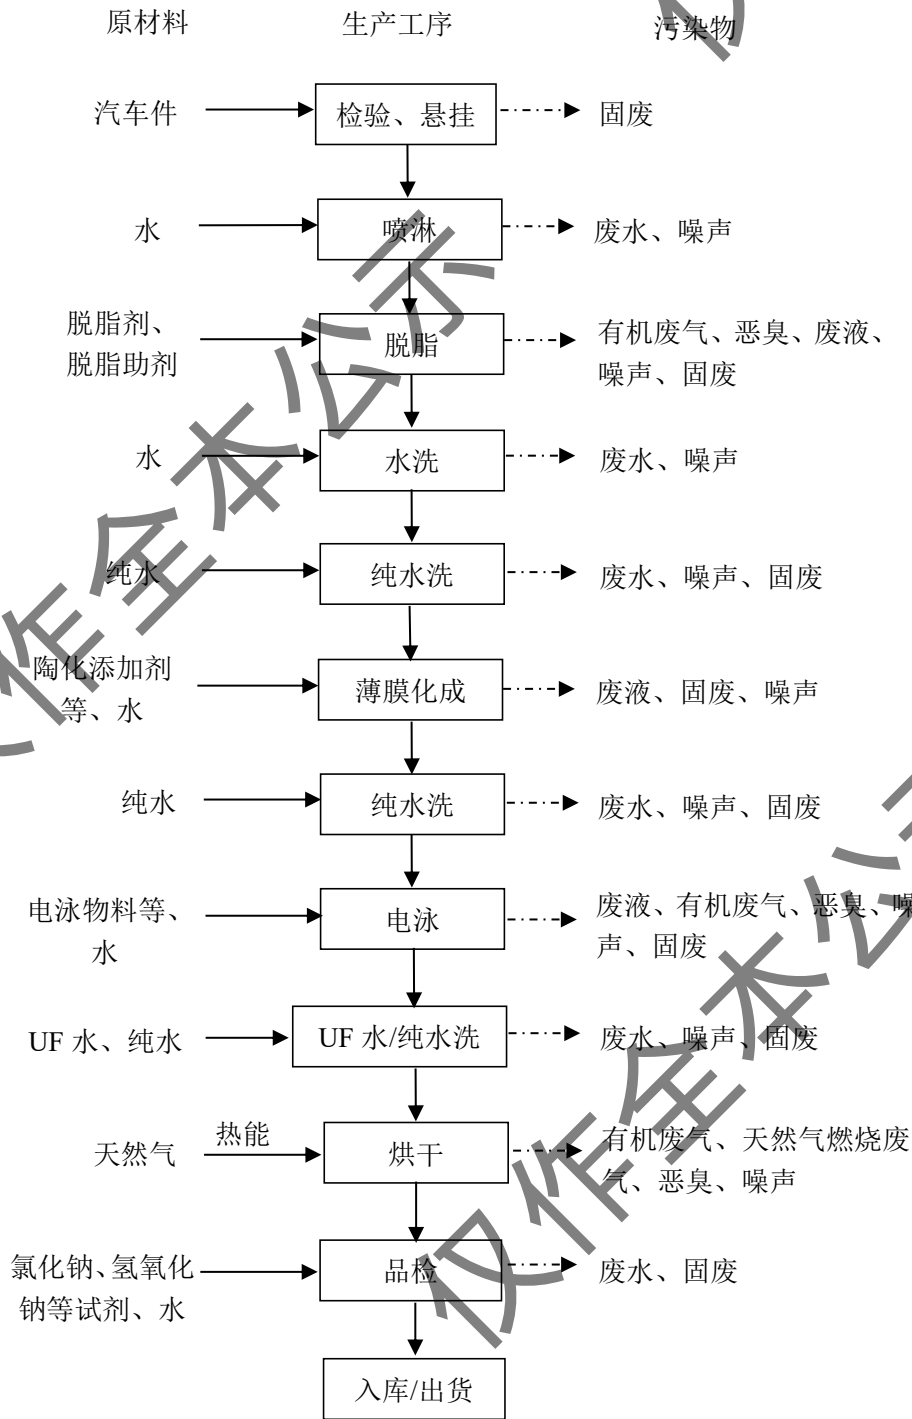 原材料 生产工序 污染物
汽车件 检验、悬挂 固废
水 喷淋 废水、噪声
脱脂剂、
脱脂助剂
脱脂
有机废气、恶臭、废液、
噪声、固废
水 水洗 废水、噪声
纯水 纯水洗 废水、噪声、固废
陶化添加剂
等、水
薄膜化成
废液、固废、噪声
纯水 纯水洗 废水、噪声、固废
电泳物料等、
水
电泳
废液、有机废气、恶臭、噪
声、固废
UF 水、纯水 UF 水/纯水洗 废水、噪声、固废
天然气 热能 烘干
有机废气、天然气燃烧废
气、恶臭、噪声
氯化钠、氢氧化
钠等试剂、水
品检
废水、固废
入库/出货
仅作全本公示
仅作全本公示
仅